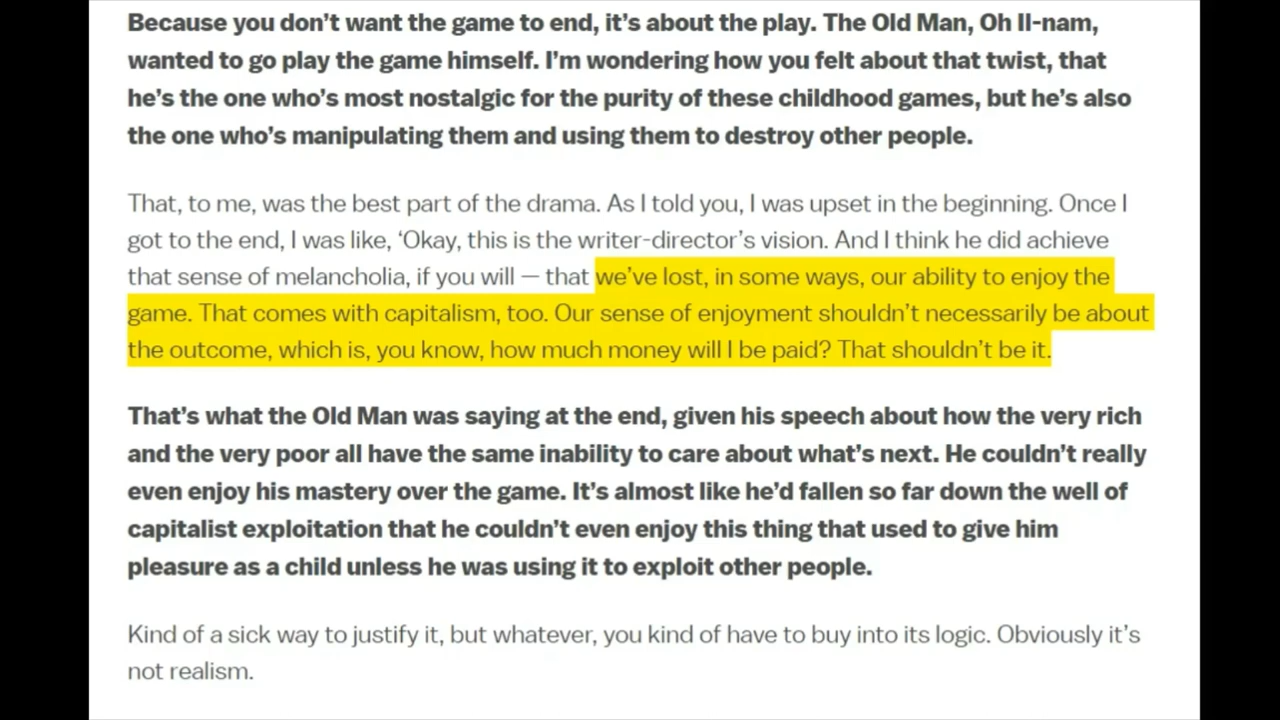 Because you don’t want the game to end, it’s about the play. The Old Man, Oh Il-nam,
wanted to go play the game himself. I’m wondering how you felt about that twist, that
he’s the one who’s most nostalgic for the purity of these childhood games, but he’s also
the one who’s manipulating them and using them to destroy other people.
That, to me, was the best part of the drama. As I told you, I was upset in the beginning. Once I
got to the end, I was like, ‘Okay, this is the writer-director’s vision. And I think he did achieve
that sense of melancholia, if you will — that we’ve lost, in some ways, our ability to enjoy the
game. That comes with capitalism, too. Our sense of enjoyment shouldn’t necessarily be about
the outcome, which is, you know, how much money will I be paid? That shouldn’t be it.
That’s what the Old Man was saying at the end, given his speech about how the very rich
and the very poor all have the same inability to care about what’s next. He couldn’t really
even enjoy his mastery over the game. It’s almost like he’d fallen so far down the well of
capitalist exploitation that he couldn’t even enjoy this thing that used to give him
pleasure as a child unless he was using it to exploit other people.
Kind of a sick way to justify it, but whatever, you kind of have to buy into its logic. Obviously it’s
not realism.